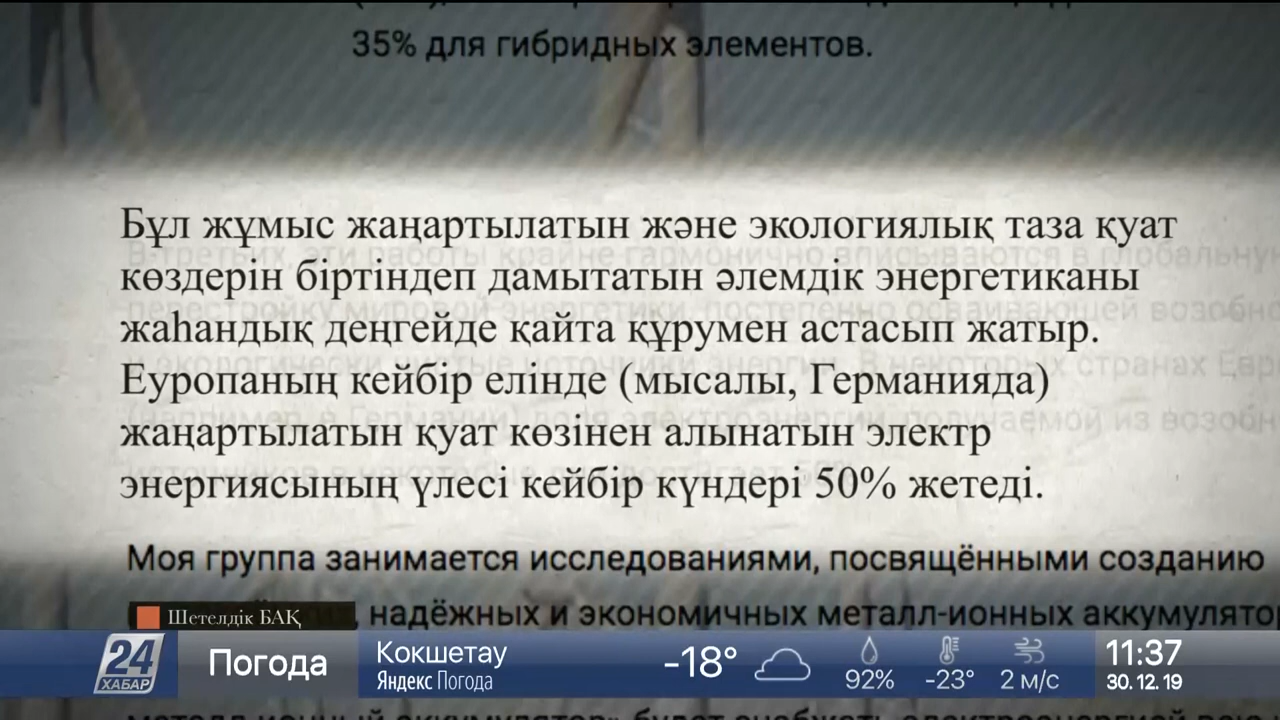 35% для гибридных элементов.
Бұл жұмыс жаңартылатын және экологиялық таза қуат
көздерін біртіндеп дамытатын әлемдік энергетиканы
жаһандық деңгейде қайта құрумен астасып жатыр.
Еуропаның кейбір елінде (мысалы, Германияда)
жаңартылатын қуат көзінен алынатын электр
энергиясының үлесі кейбір күндері 50% жетеді.
Моя группа занимается исследованиями, посвящёнными созданию
надёжных и экономичных металл-ионных
Шетелдік БАҚ
24
ХАБАР
Погода
Кокшетау
Яндекс Погода
-18°
92%
-23°
2 м/с
11:37
30.12.19